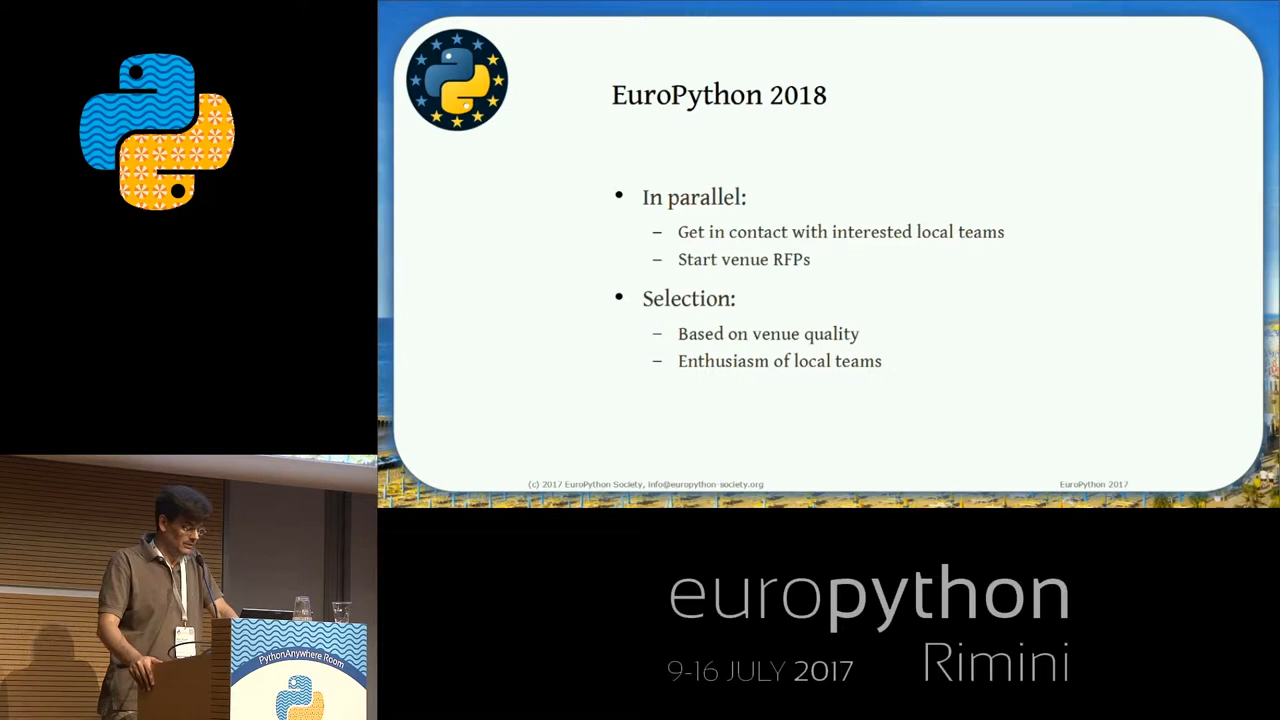 EuroPython 2018
• In parallel:
– Get in contact with interested local teams
– Start venue RFPs
• Selection:
– Based on venue quality
– Enthusiasm of local teams
(c) 2017 EuroPython Society, info@europython-society.org
EuroPython 2017
PythonAnywhere Room
europython
9-16 JULY 2017
Rimini